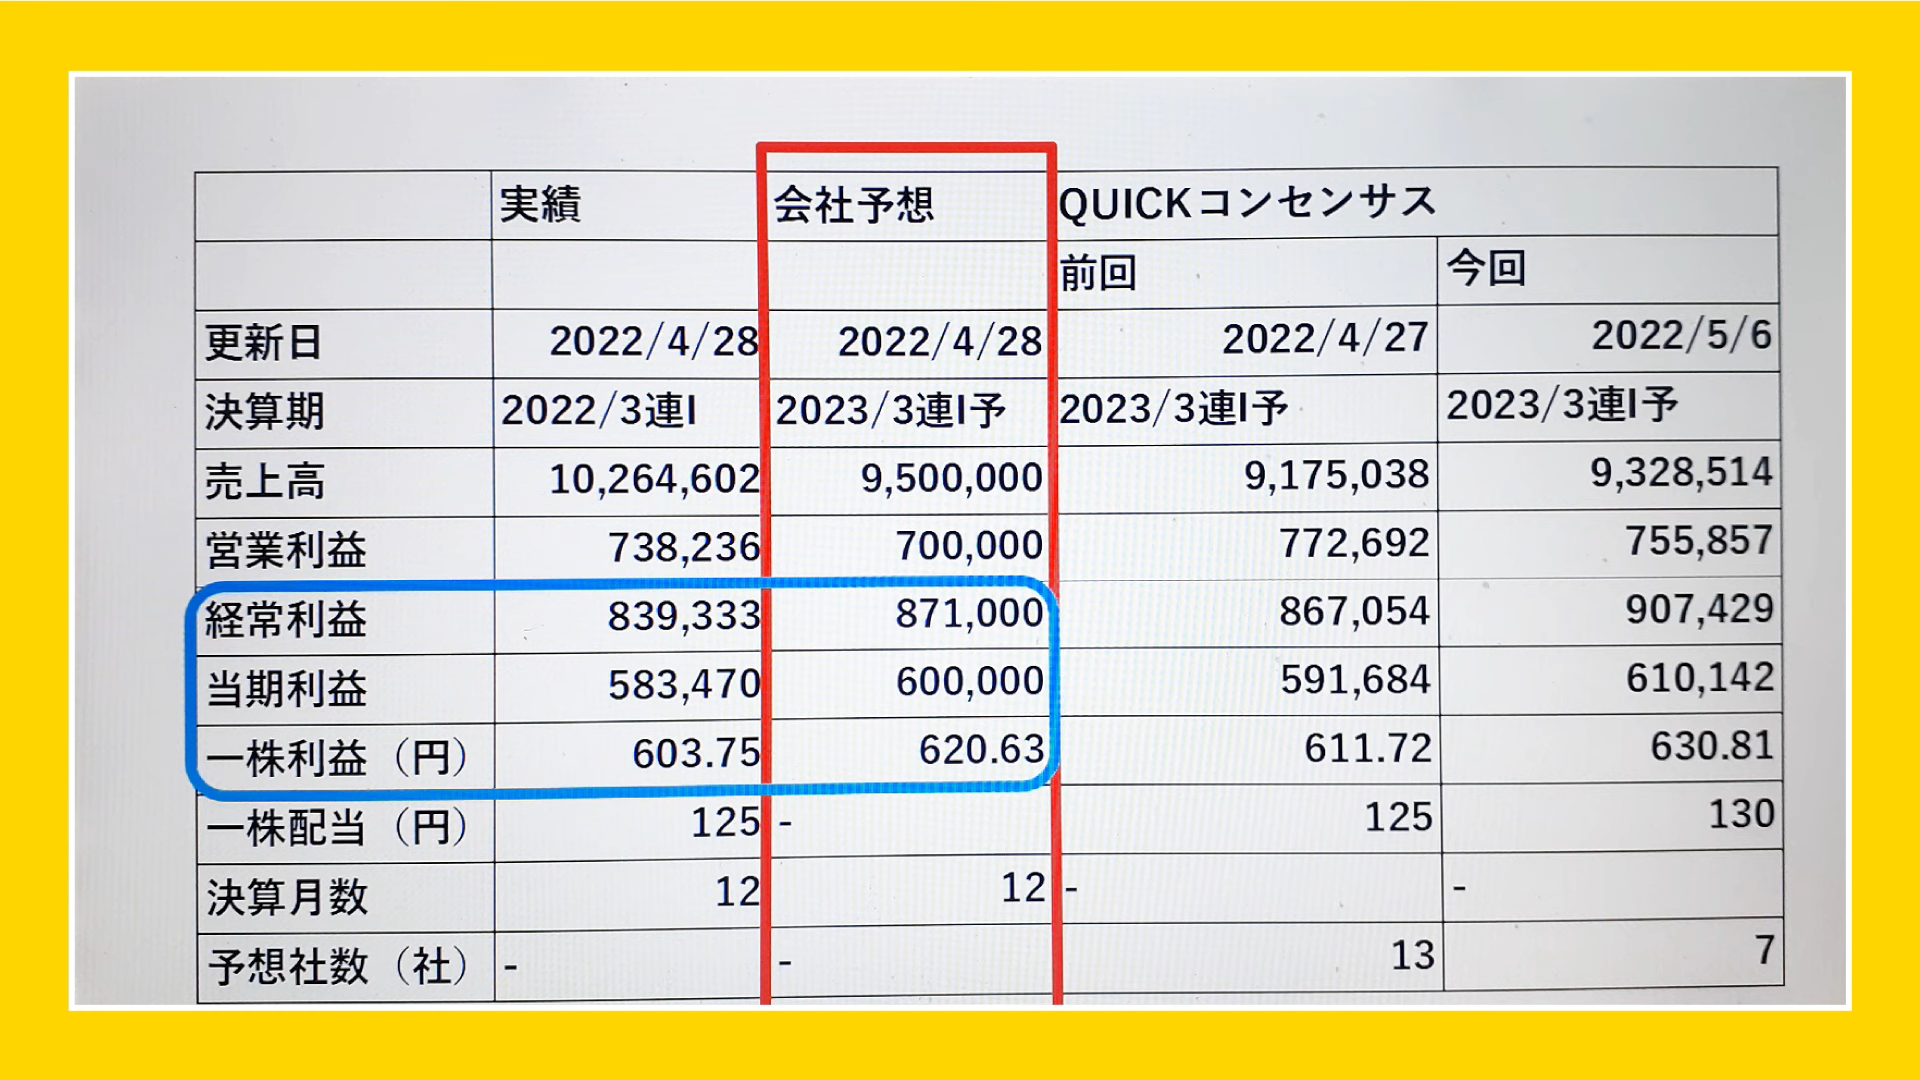 実績 会社予想 QUICKコンセンサス
前回 今回
更新日 2022/4/28 2022/4/28 2022/4/27 2022/5/6
決算期 2022/3連I 2023/3連I予 2023/3連I予 2023/3連I予
売上高 10,264,602 9,500,000 9,175,038 9,328,514
営業利益 738,236 700,000 772,692 755,857
経常利益 839,333 871,000 867,054 907,429
当期利益 583,470 600,000 591,684 610,142
一株利益（円） 603.75 620.63 611.72 630.81
一株配当（円） 125 - 125 130
決算月数 12 12 - -
予想社数（社） - - 13 7